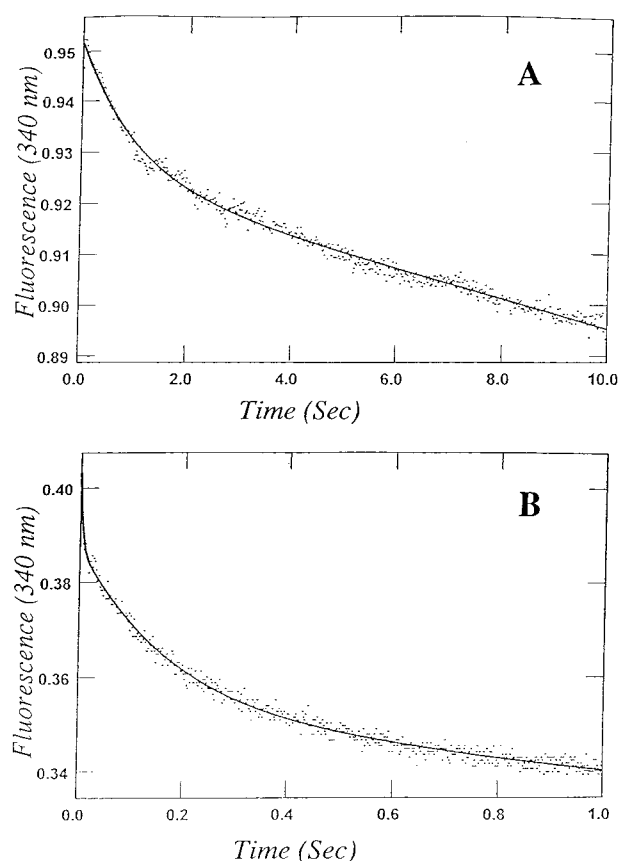 A
0.95
0.94
0.93
0.92
0.91
0.90
0.89
Fluorescence (340 nm)
0.0 2.0 4.0 6.0 8.0 10.0
Time (Sec)
B
0.40
0.38
0.36
0.34
Fluorescence (340 nm)
0.0 0.2 0.4 0.6 0.8 1.0
Time (Sec)